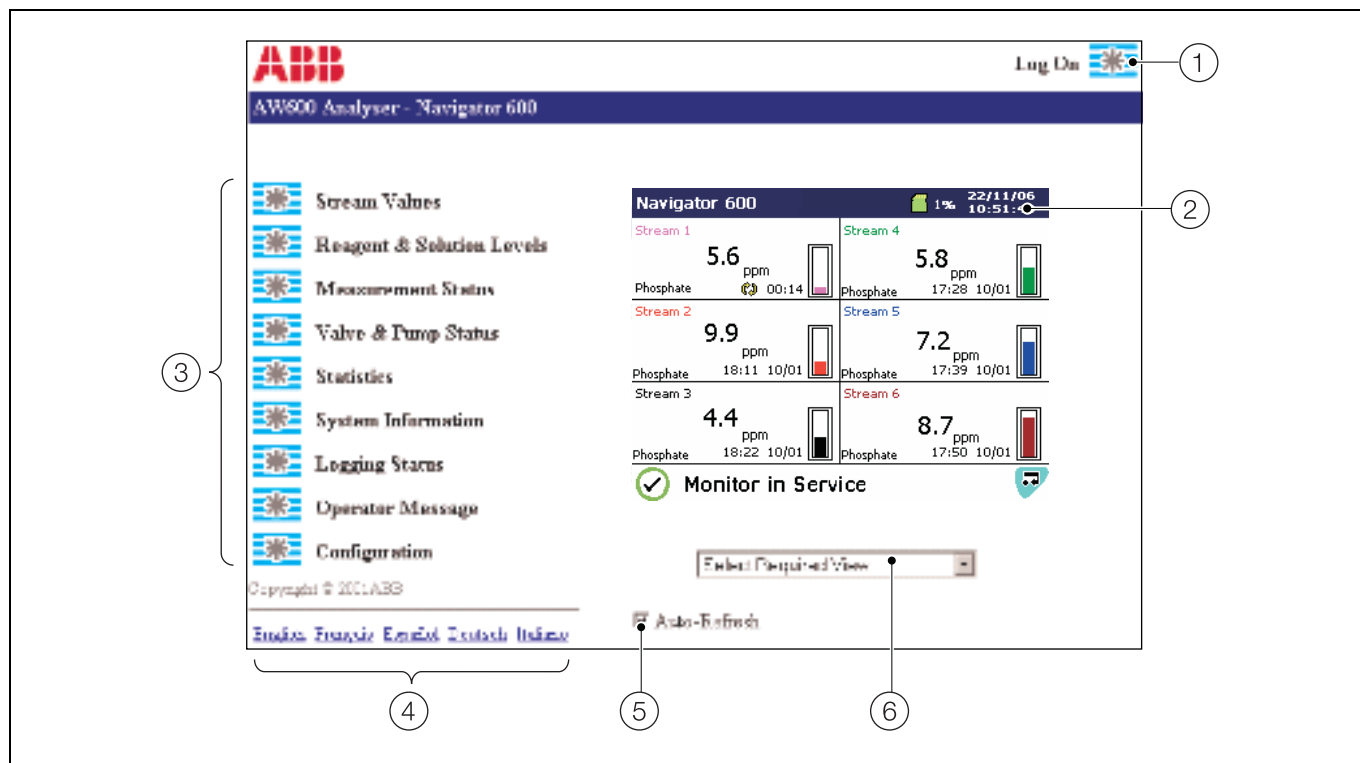 ABB
Log On
1
AW600 Analyser - Navigator 600
Stream Values
Reagent & Solution Levels
Measurement Status
Valve & Pump Status
Statistics
System Information
Logging Status
Operator Message
Configuration
3
Copyright © 2001 ABB
English Français Español Deutsch Italiano
4
Navigator 600
1%
22/11/06
10:51:4
2
Stream 1
5.6 ppm
Phosphate 00:14
Stream 4
5.8 ppm
Phosphate 17:28 10/01
Stream 2
9.9 ppm
Phosphate 18:11 10/01
Stream 5
7.2 ppm
Phosphate 17:39 10/01
Stream 3
4.4 ppm
Phosphate 18:22 10/01
Stream 6
8.7 ppm
Phosphate 17:50 10/01
Monitor in Service
Select Required View
Auto-Refresh
5
6